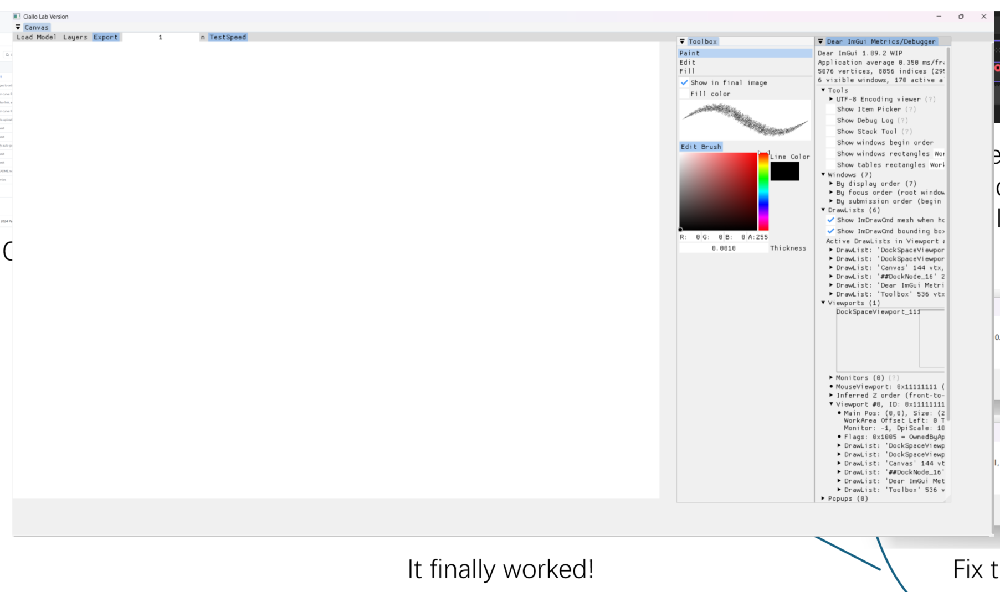 Ciallo Lab Version
Canvas
Load Model Layers Export 1 n TestSpeed
Toolbox
Paint
Edit
Fill
Show in final image
Fill color
Edit Brush
Line Color
R: 0 G: 0 B: 0 A:255
0.0010 Thickness
Dear ImGui Metrics/Debugger
Dear ImGui 1.89.2 WIP
Application average 0.350 ms/fra
5076 vertices, 8856 indices (295
6 visible windows, 170 active a
Tools
UTF-8 Encoding viewer (?)
Show Item Picker (?)
Show Debug Log (?)
Show Stack Tool (?)
Show windows begin order
Show windows rectangles Wor
Show tables rectangles Work
Windows (7)
By display order (7)
By focus order (root window
By submission order (begin
DrawLists (6)
Show ImDrawCmd mesh when ho
Show ImDrawCmd bounding box
Active DrawLists in Viewport #
DrawList: 'DockSpaceViewpor
DrawList: 'DockSpaceViewpor
DrawList: 'Canvas' 144 vtx,
DrawList: '##DockNode_16' 2
DrawList: 'Dear ImGui Metri
DrawList: 'Toolbox' 536 vtx
Viewports (1)
DockSpaceViewport_111
Monitors (0) (?)
MouseViewport: 0x11111111 (
Inferred Z order (front-to-
Viewport #0, ID: 0x11111111
Main Pos: (0,0), Size: (2
WorkArea Offset Left: 0 T
Monitor: -1, DpiScale: 10
Flags: 0x1005 = OwnedByAp
DrawList: 'DockSpaceViewp
DrawList: 'DockSpaceViewp
DrawList: 'Canvas' 144 vt
DrawList: '##DockNode_16'
DrawList: 'Dear ImGui Met
DrawList: 'Toolbox' 536 v
Popups (0)
It finally worked!
Fix t